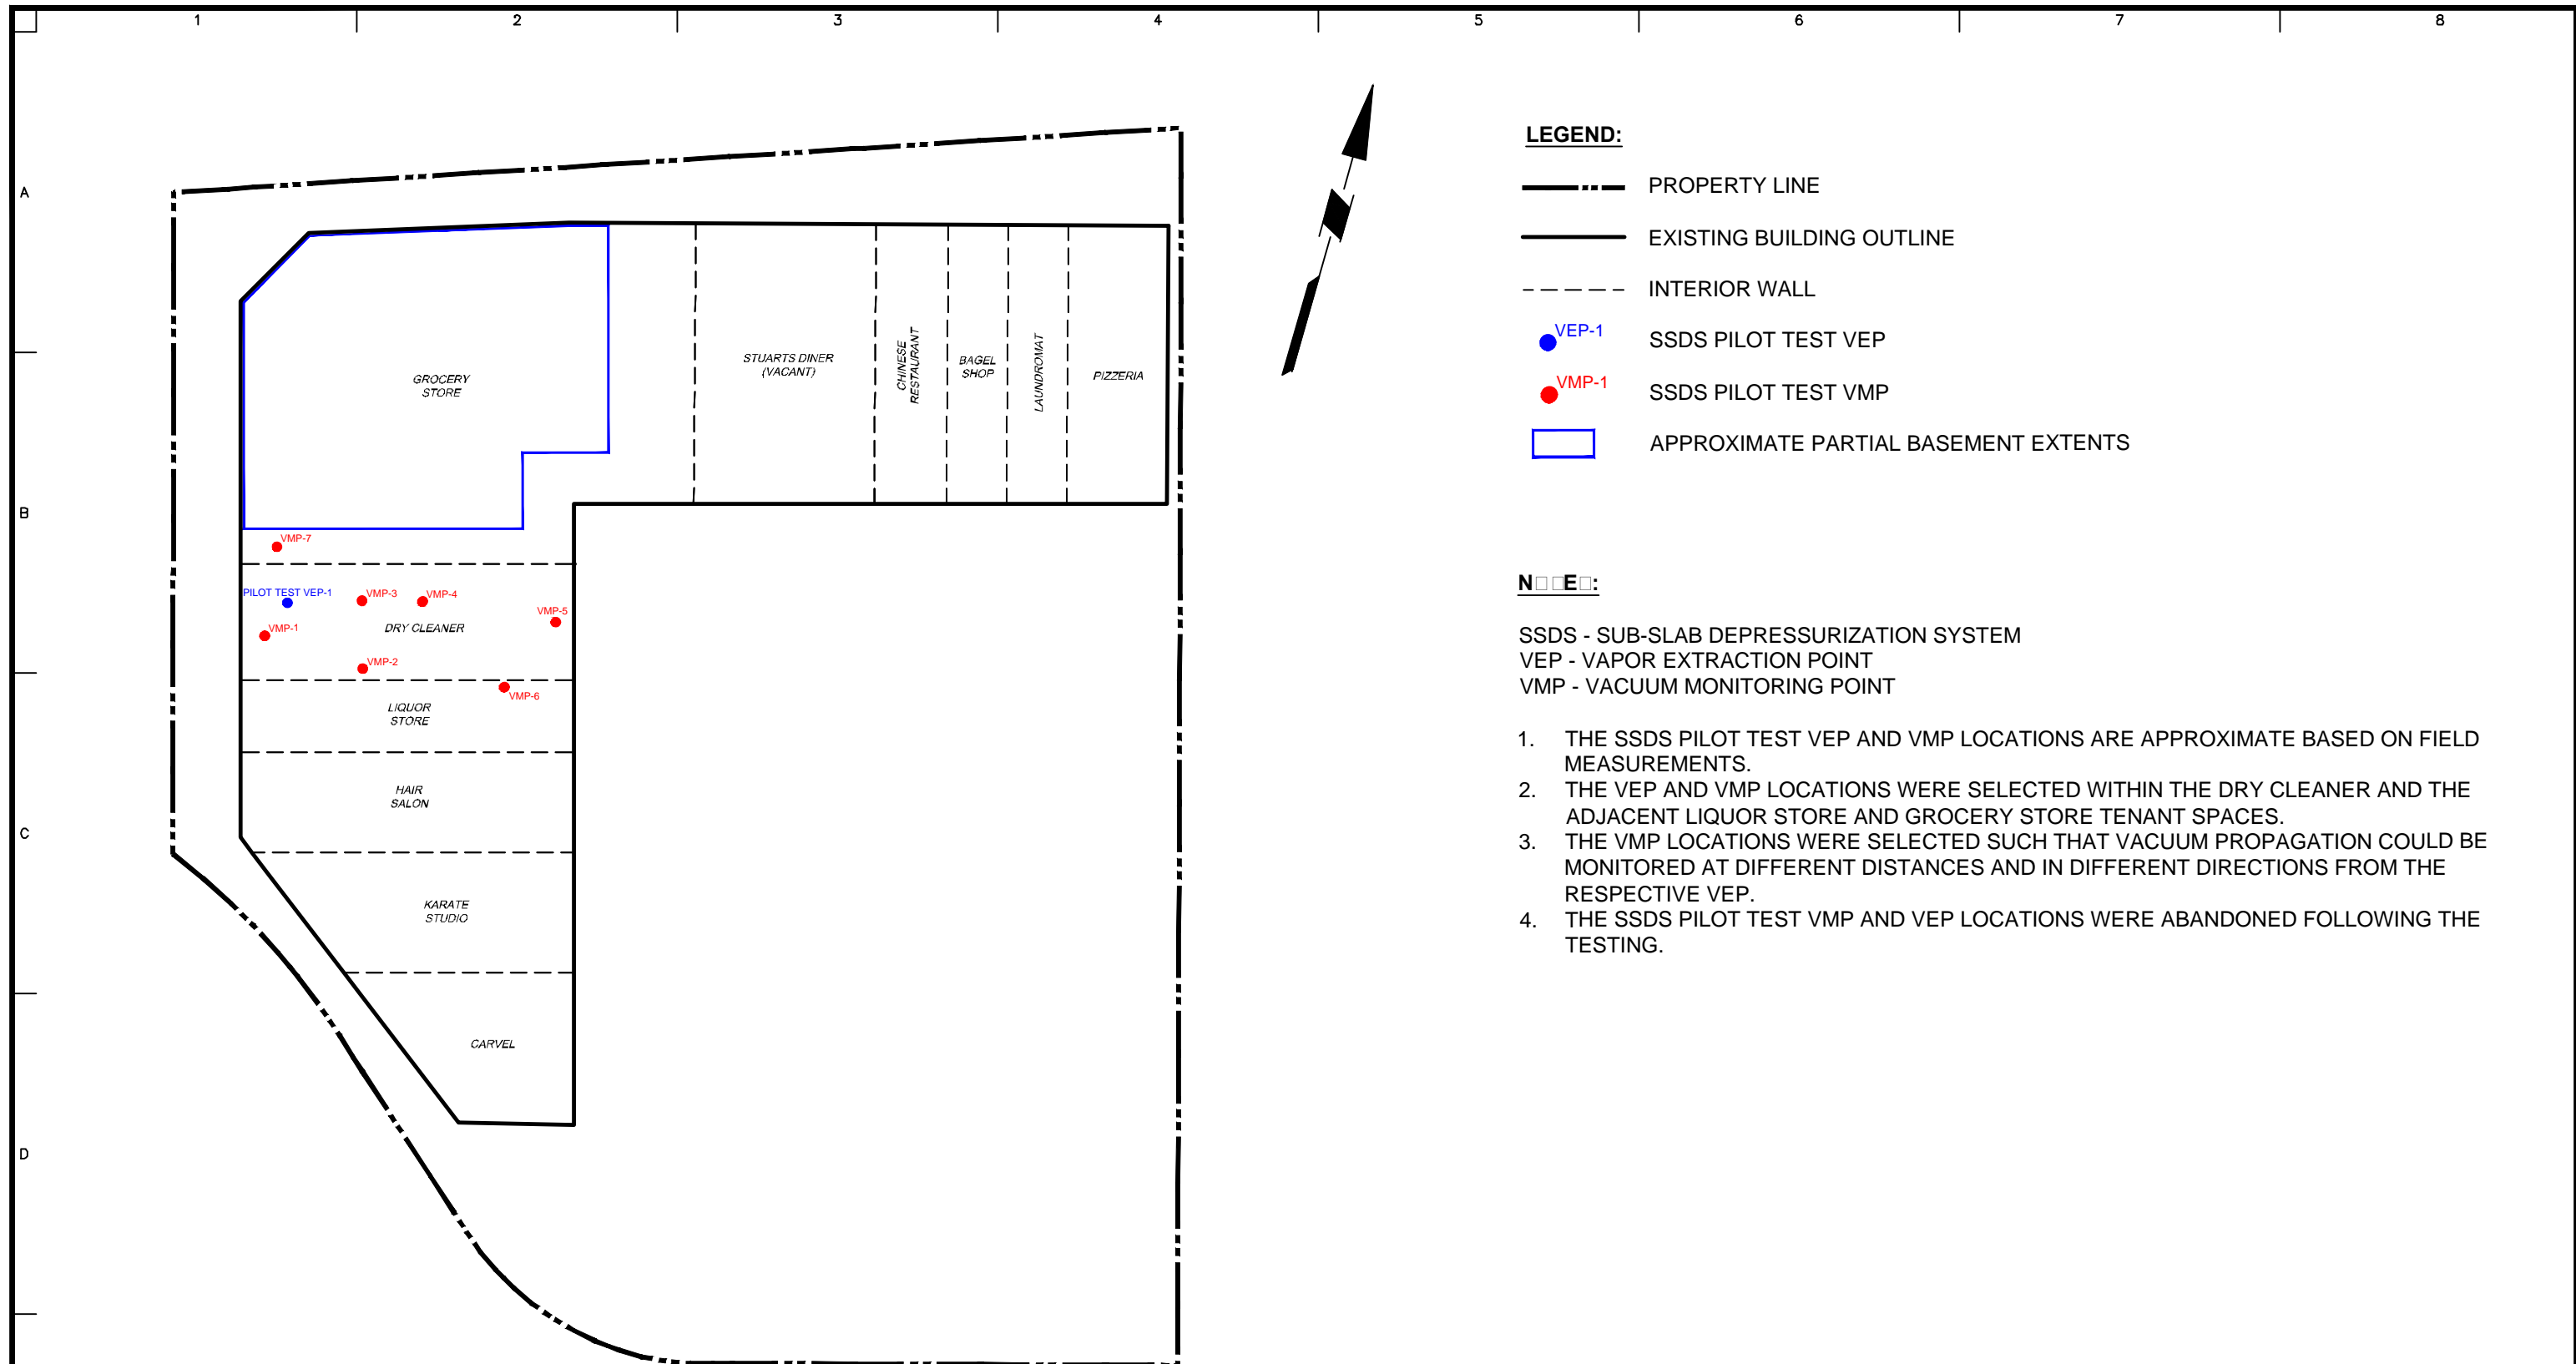 1 2 3 4 5 6 7 8
A
B
C
D
GROCERY
STORE
STUARTS DINER
(VACANT)
CHINESE
RESTAURANT
BAGEL
SHOP
LAUNDROMAT
PIZZERIA
VMP-7
PILOT TEST VEP-1
VMP-3
VMP-4
VMP-5
VMP-1
DRY CLEANER
VMP-2
VMP-6
LIQUOR
STORE
HAIR
SALON
KARATE
STUDIO
CARVEL
LEGEND:
PROPERTY LINE
EXISTING BUILDING OUTLINE
INTERIOR WALL
VEP-1 SSDS PILOT TEST VEP
VMP-1 SSDS PILOT TEST VMP
APPROXIMATE PARTIAL BASEMENT EXTENTS
N□□E□:
SSDS - SUB-SLAB DEPRESSURIZATION SYSTEM
VEP - VAPOR EXTRACTION POINT
VMP - VACUUM MONITORING POINT
1. THE SSDS PILOT TEST VEP AND VMP LOCATIONS ARE APPROXIMATE BASED ON FIELD
MEASUREMENTS.
2. THE VEP AND VMP LOCATIONS WERE SELECTED WITHIN THE DRY CLEANER AND THE
ADJACENT LIQUOR STORE AND GROCERY STORE TENANT SPACES.
3. THE VMP LOCATIONS WERE SELECTED SUCH THAT VACUUM PROPAGATION COULD BE
MONITORED AT DIFFERENT DISTANCES AND IN DIFFERENT DIRECTIONS FROM THE
RESPECTIVE VEP.
4. THE SSDS PILOT TEST VMP AND VEP LOCATIONS WERE ABANDONED FOLLOWING THE
TESTING.